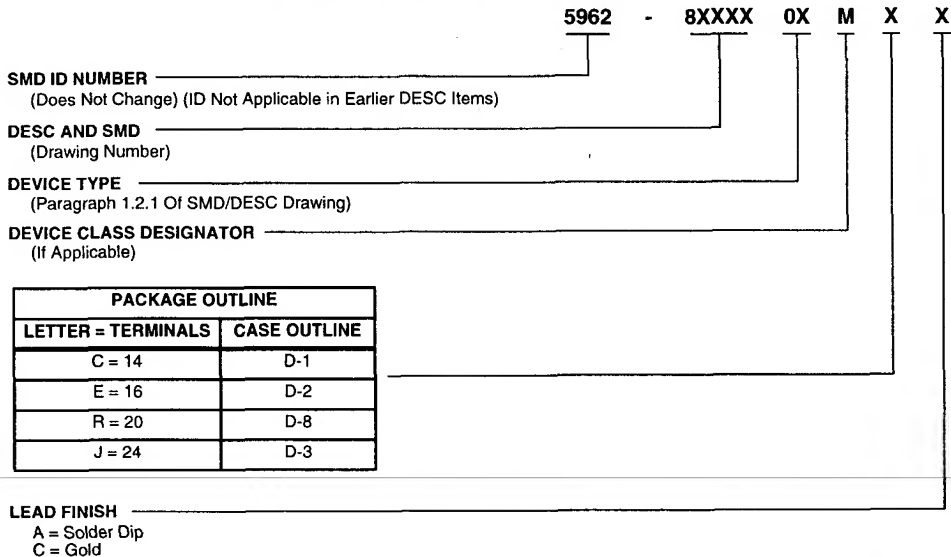 5962 - 8XXXX 0X M X X
SMD ID NUMBER
(Does Not Change) (ID Not Applicable in Earlier DESC Items)
DESC AND SMD
(Drawing Number)
DEVICE TYPE
(Paragraph 1.2.1 Of SMD/DESC Drawing)
DEVICE CLASS DESIGNATOR
(If Applicable)
PACKAGE OUTLINE
LETTER = TERMINALS CASE OUTLINE
C = 14 D-1
E = 16 D-2
R = 20 D-8
J = 24 D-3
LEAD FINISH
A = Solder Dip
C = Gold